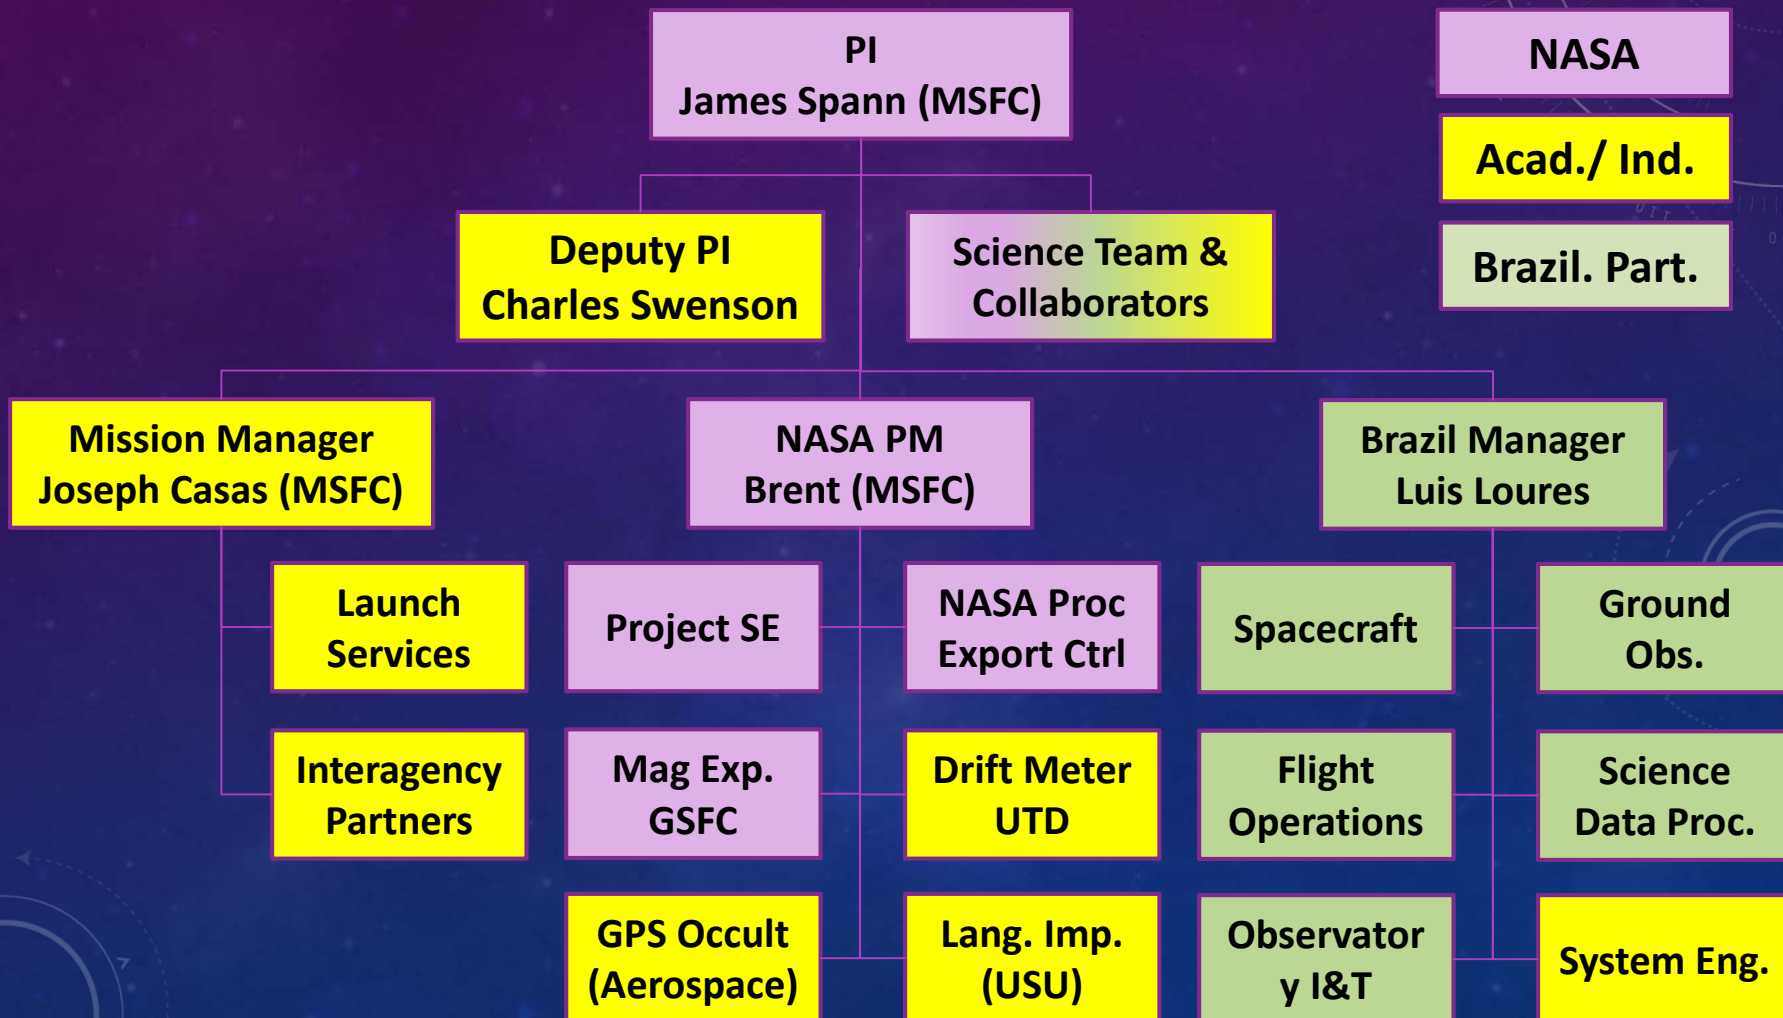 PI
James Spann (MSFC)
NASA
Acad./ Ind.
Brazil. Part.
Deputy PI
Charles Swenson
Science Team &
Collaborators
Mission Manager
Joseph Casas (MSFC)
NASA PM
Brent (MSFC)
Brazil Manager
Luis Loures
Launch
Services
Project SE
NASA Proc
Export Ctrl
Spacecraft
Ground
Obs.
Interagency
Partners
Mag Exp.
GSFC
Drift Meter
UTD
Flight
Operations
Science
Data Proc.
GPS Occult
(Aerospace)
Lang. Imp.
(USU)
Observator
y I&T
System Eng.